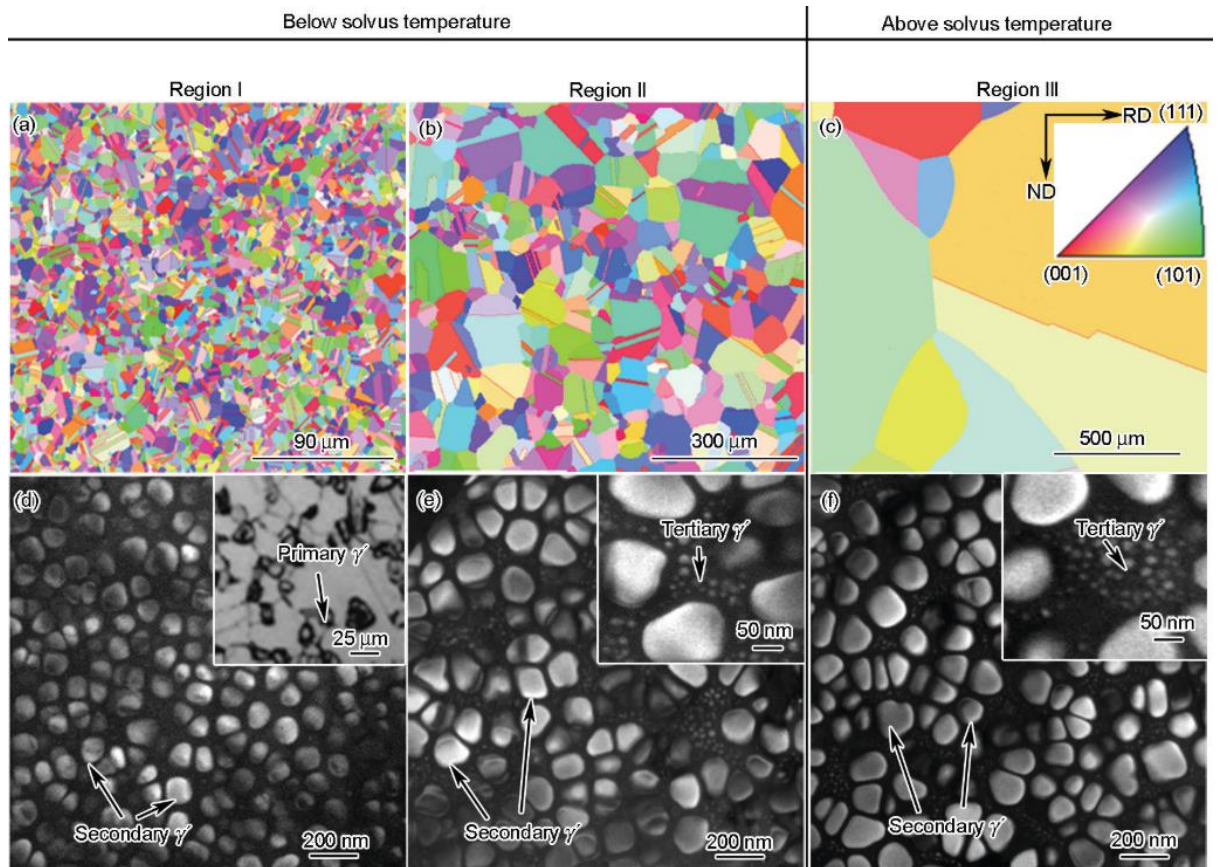 Below solvus temperature
Above solvus temperature
Region I
Region II
Region III
(a)
(b)
(c)
RD
(111)
ND
(001)
(101)
90 μm
300 μm
500 μm
(d)
(e)
(f)
Primary γ′
25 μm
Tertiary γ′
50 nm
Tertiary γ′
50 nm
Secondary γ′
200 nm
Secondary γ′
200 nm
Secondary γ′
200 nm